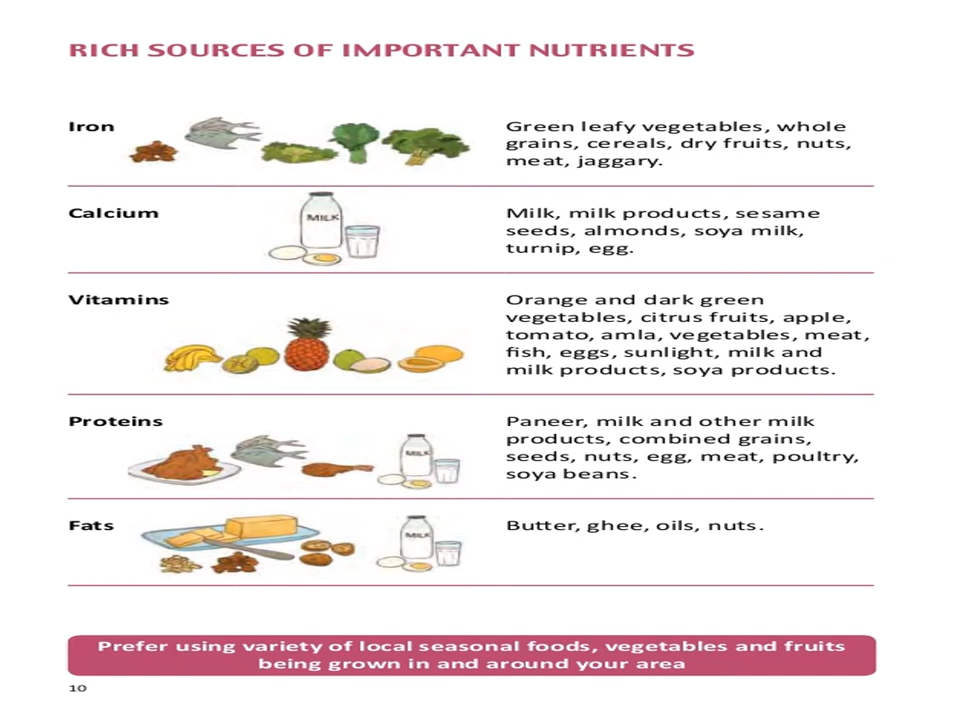 RICH SOURCES OF IMPORTANT NUTRIENTS
Iron
Green leafy vegetables, whole
grains, cereals, dry fruits, nuts,
meat, jaggary.
Calcium
MILK
Milk, milk products, sesame
seeds, almonds, soya milk,
turnip, egg.
Vitamins
Orange and dark green
vegetables, citrus fruits, apple,
tomato, amla, vegetables, meat,
fish, eggs, sunlight, milk and
milk products, soya products.
Proteins
MILK
Paneer, milk and other milk
products, combined grains,
seeds, nuts, egg, meat, poultry,
soya beans.
Fats
MILK
Butter, ghee, oils, nuts.
Prefer using variety of local seasonal foods, vegetables and fruits
being grown in and around your area
10